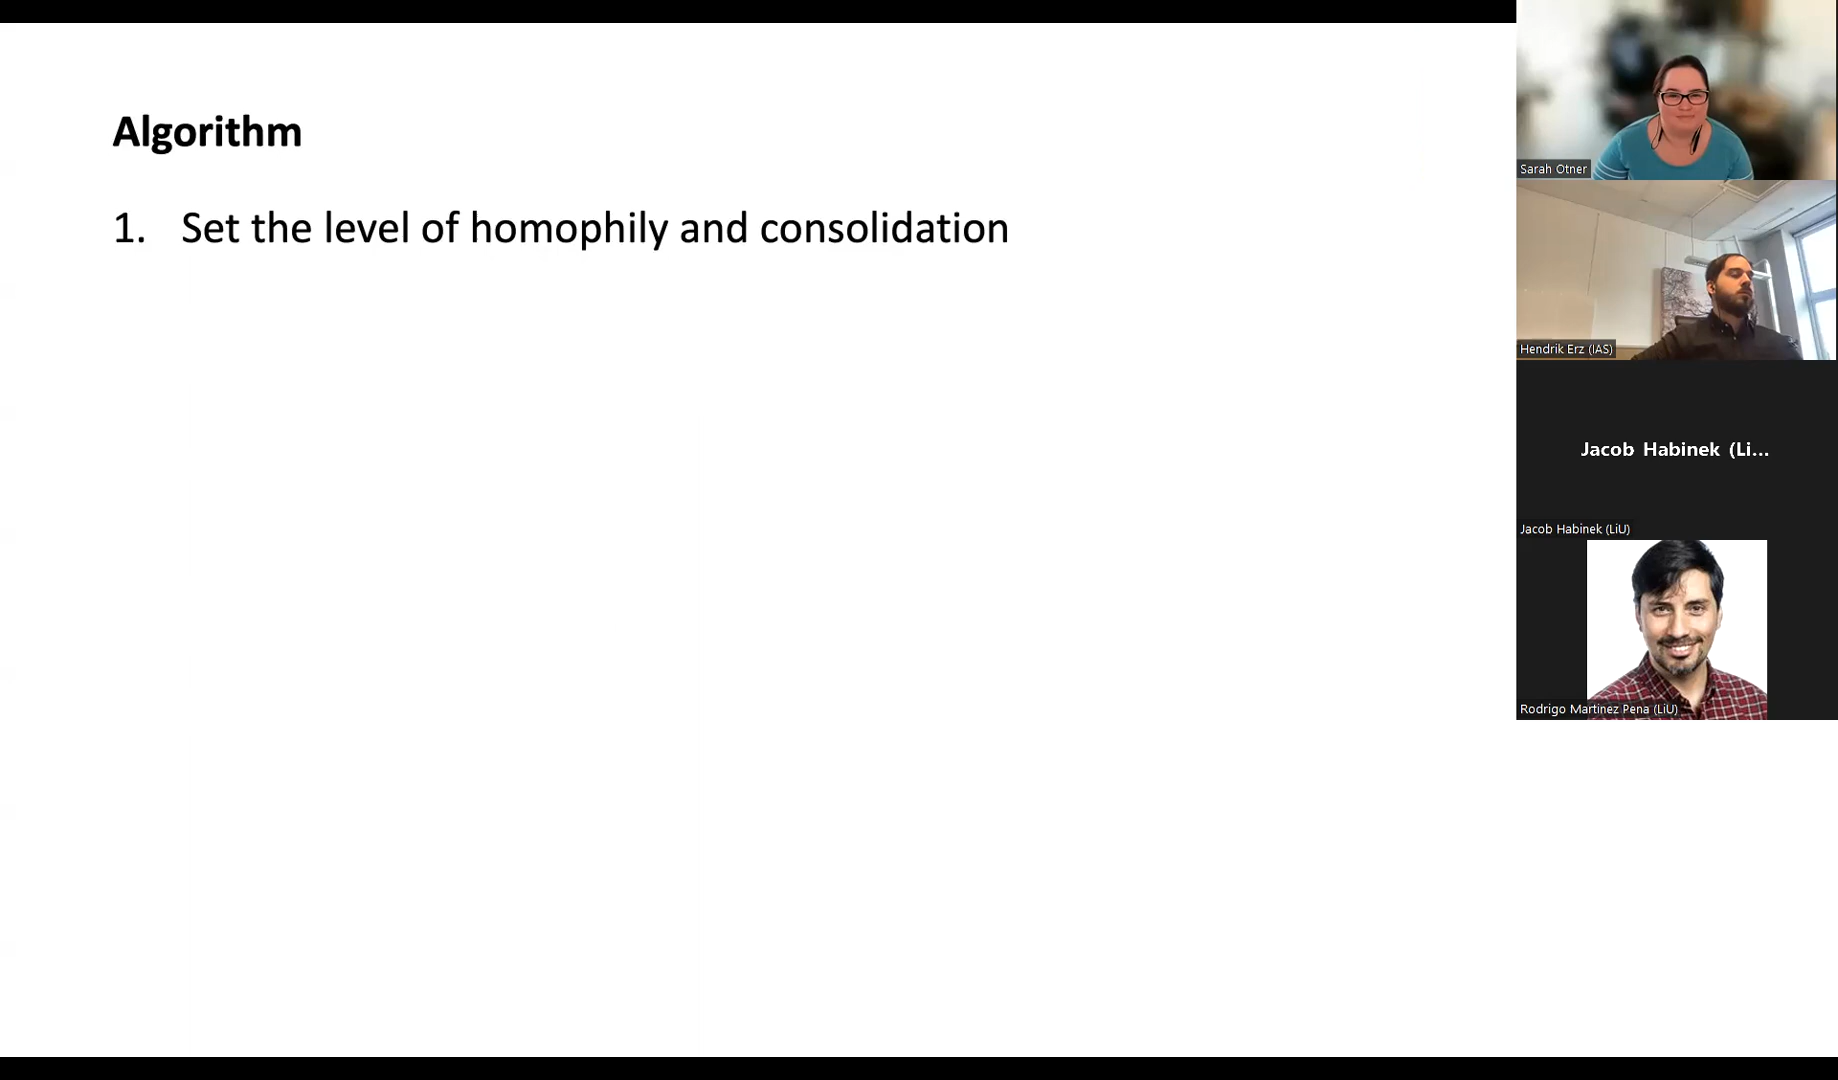 Algorithm
1. Set the level of homophily and consolidation
Sarah Otner
Hendrik Erz (IAS)
Jacob Habinek (Li...
Jacob Habinek (LiU)
Rodrigo Martinez Pena (LiU)